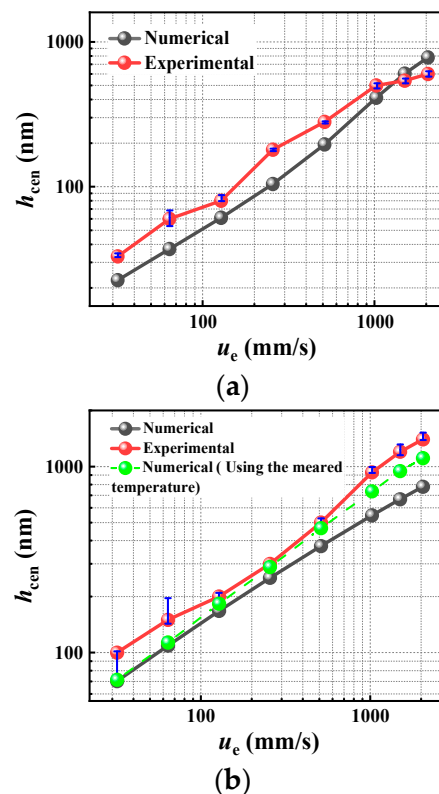 (a)
1000
100
h_cen (nm)
Numerical
Experimental
100
1000
u_e (mm/s)
(a)
1000
100
h_cen (nm)
Numerical
Experimental
Numerical ( Using the meared
temperature)
100
1000
u_e (mm/s)
(b)